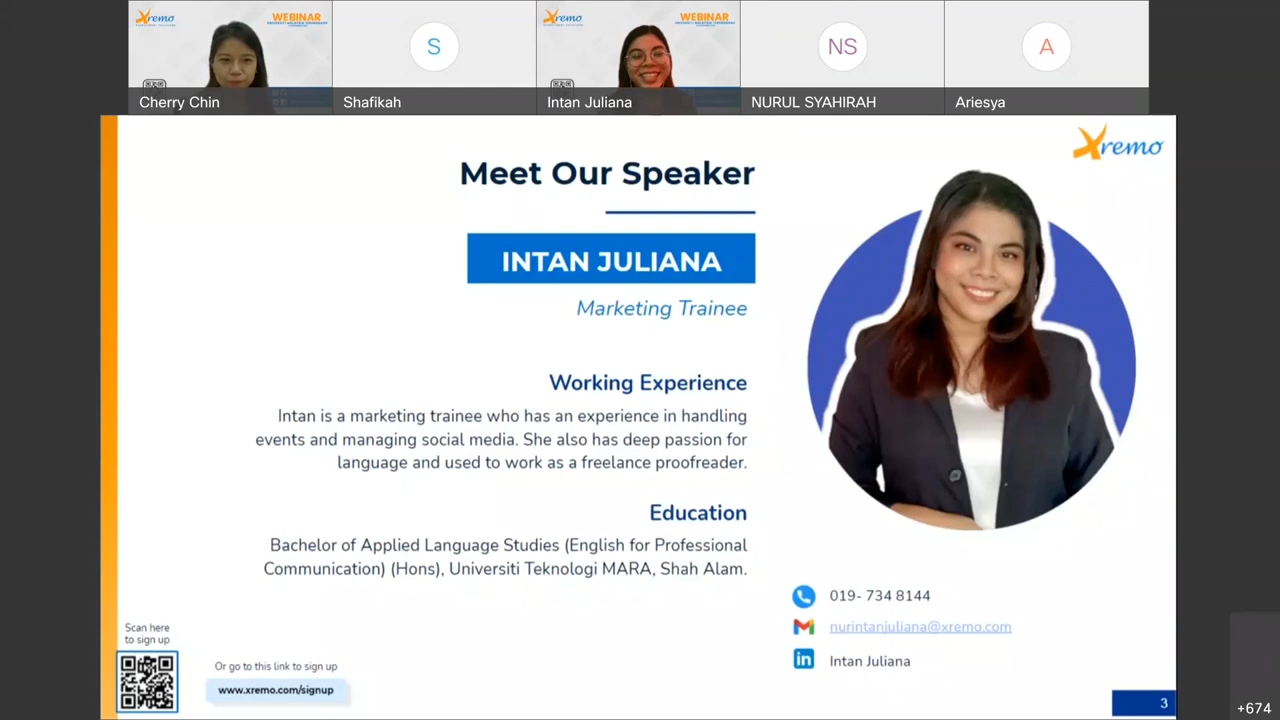 Xremo
WEBINAR
Cherry Chin
S
Shafikah
Xremo
WEBINAR
Intan Juliana
NS
NURUL SYAHIRAH
A
Ariesya
Xremo
Meet Our Speaker
INTAN JULIANA
Marketing Trainee
Working Experience
Intan is a marketing trainee who has an experience in handling
events and managing social media. She also has deep passion for
language and used to work as a freelance proofreader.
Education
Bachelor of Applied Language Studies (English for Professional
Communication) (Hons), Universiti Teknologi MARA, Shah Alam.
019- 734 8144
nurintanjuliana@xremo.com
in
Intan Juliana
Scan here
to sign up
Or go to this link to sign up
www.xremo.com/signup
3
+674